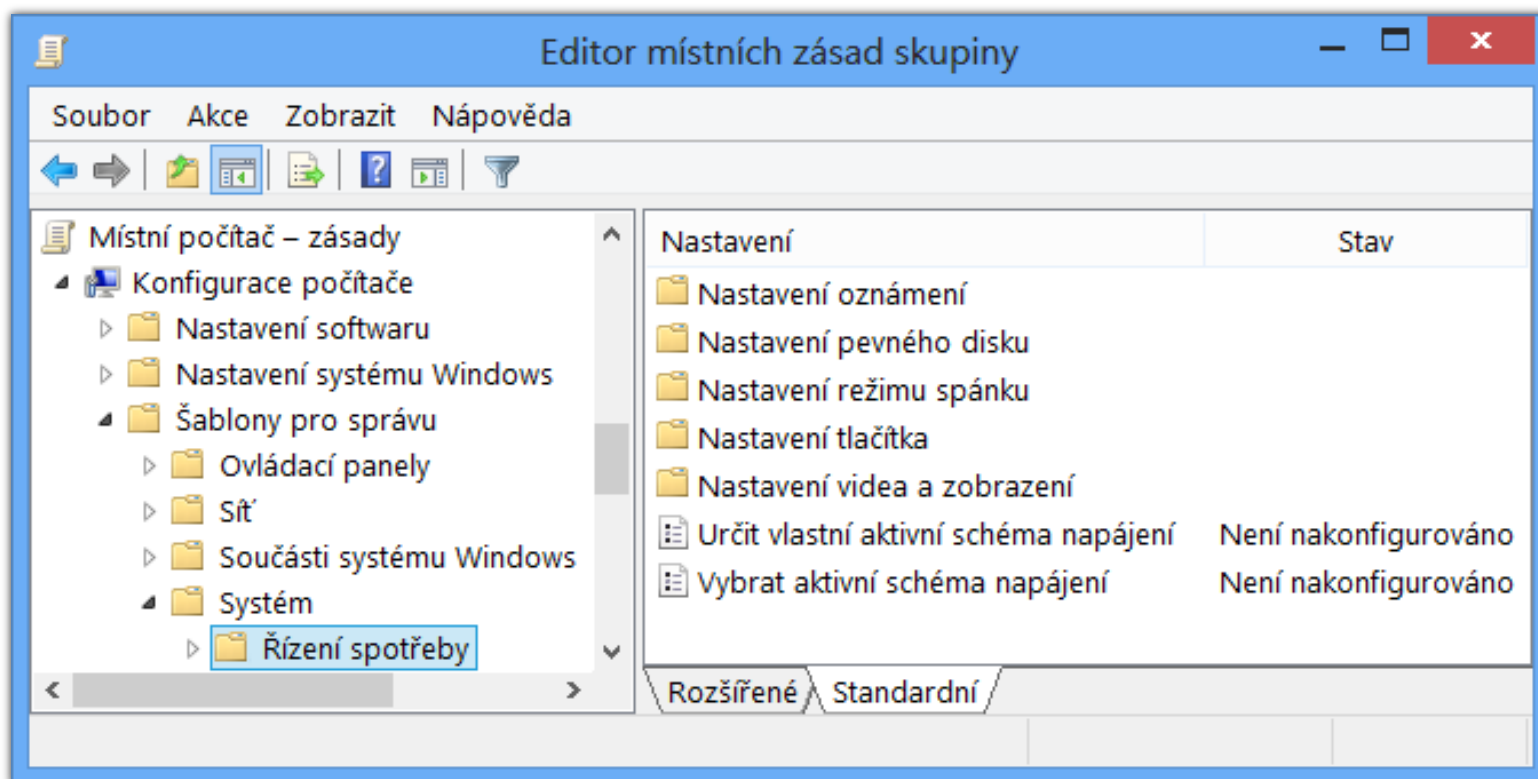 Editor místních zásad skupiny
Soubor Akce Zobrazit Nápověda
Místní počítač – zásady
Konfigurace počítače
Nastavení softwaru
Nastavení systému Windows
Šablony pro správu
Ovládací panely
Síť
Součásti systému Windows
Systém
Řízení spotřeby
Nastavení Stav
Nastavení oznámení
Nastavení pevného disku
Nastavení režimu spánku
Nastavení tlačítka
Nastavení videa a zobrazení
Určit vlastní aktivní schéma napájení Není nakonfigurováno
Vybrat aktivní schéma napájení Není nakonfigurováno
Rozšířené Standardní